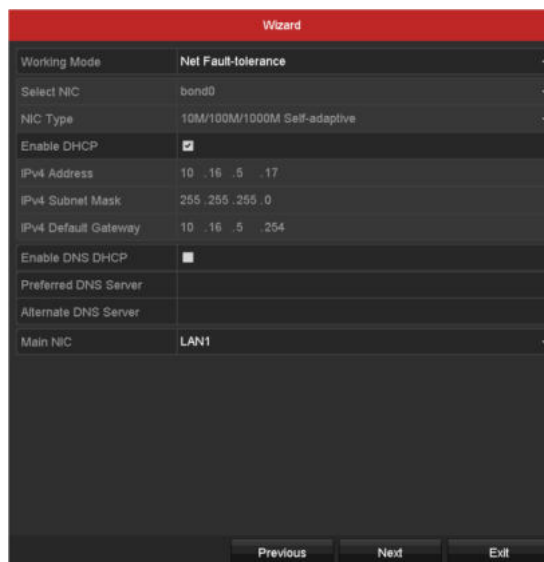 Wizard
Working Mode Net Fault-tolerance
Select NIC bond0
NIC Type 10M/100M/1000M Self-adaptive
Enable DHCP
IPv4 Address 10 .16 .5 .17
IPv4 Subnet Mask 255 .255 .255 .0
IPv4 Default Gateway 10 .16 .5 .254
Enable DNS DHCP
Preferred DNS Server
Alternate DNS Server
Main NIC LAN1
Previous Next Exit